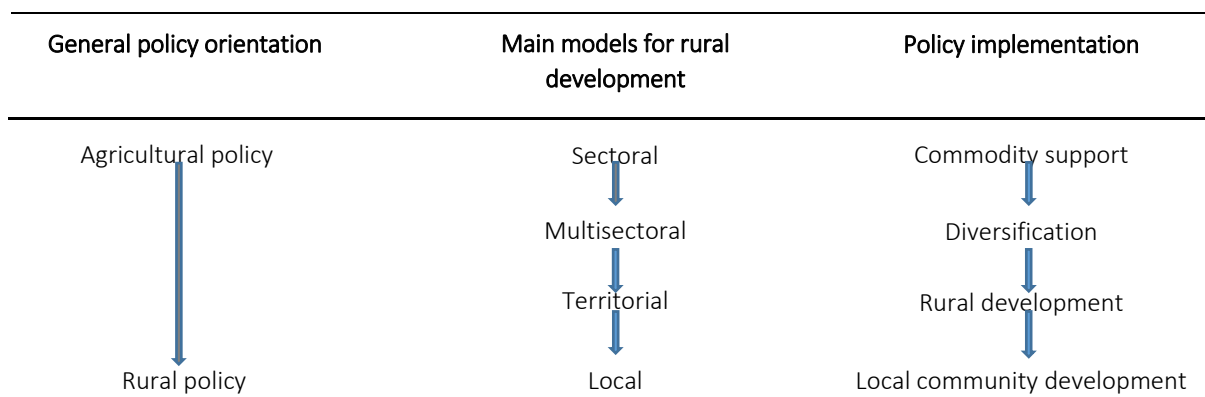 General policy orientation
Main models for rural
development
Policy implementation
Agricultural policy
Sectoral
Commodity support
Multisectoral
Diversification
Territorial
Rural development
Rural policy
Local
Local community development